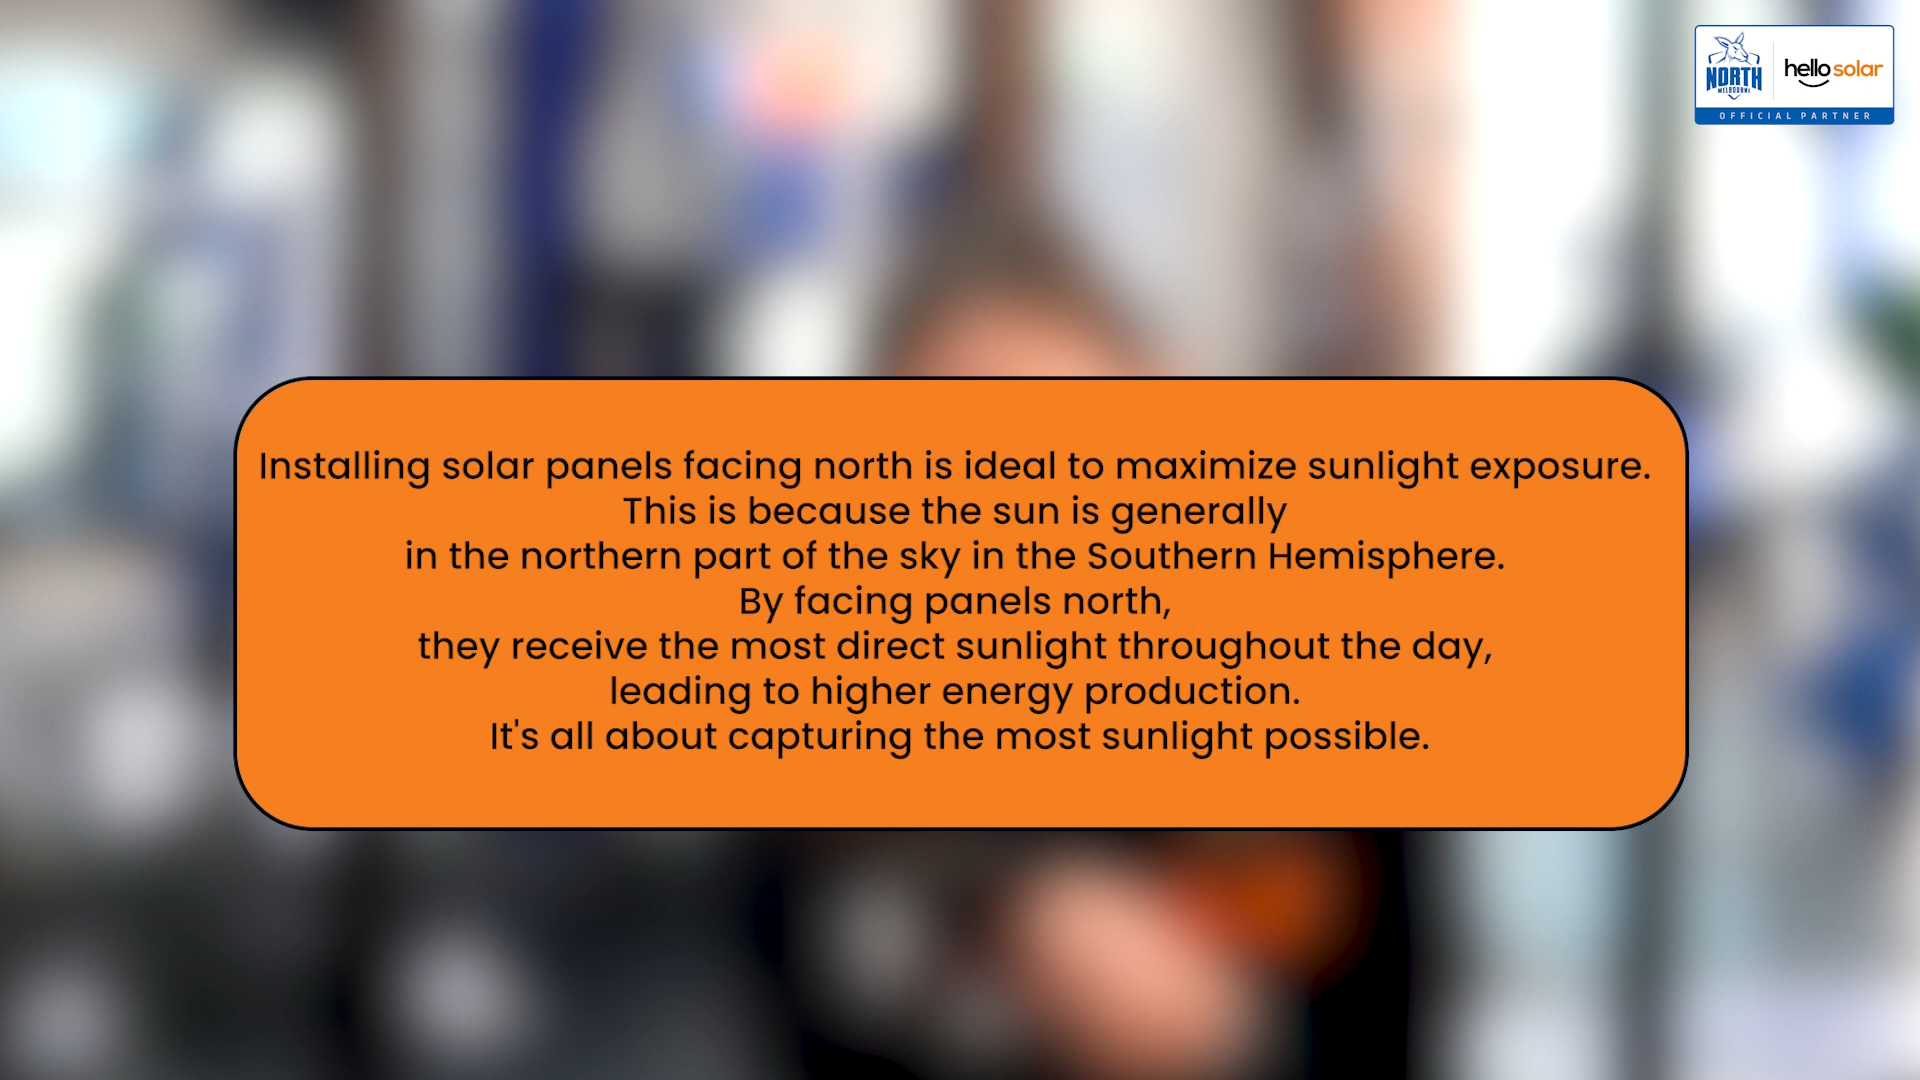 NORTH
MELBOURNE
hello solar
OFFICIAL PARTNER
Installing solar panels facing north is ideal to maximize sunlight exposure.
This is because the sun is generally
in the northern part of the sky in the Southern Hemisphere.
By facing panels north,
they receive the most direct sunlight throughout the day,
leading to higher energy production.
It's all about capturing the most sunlight possible.